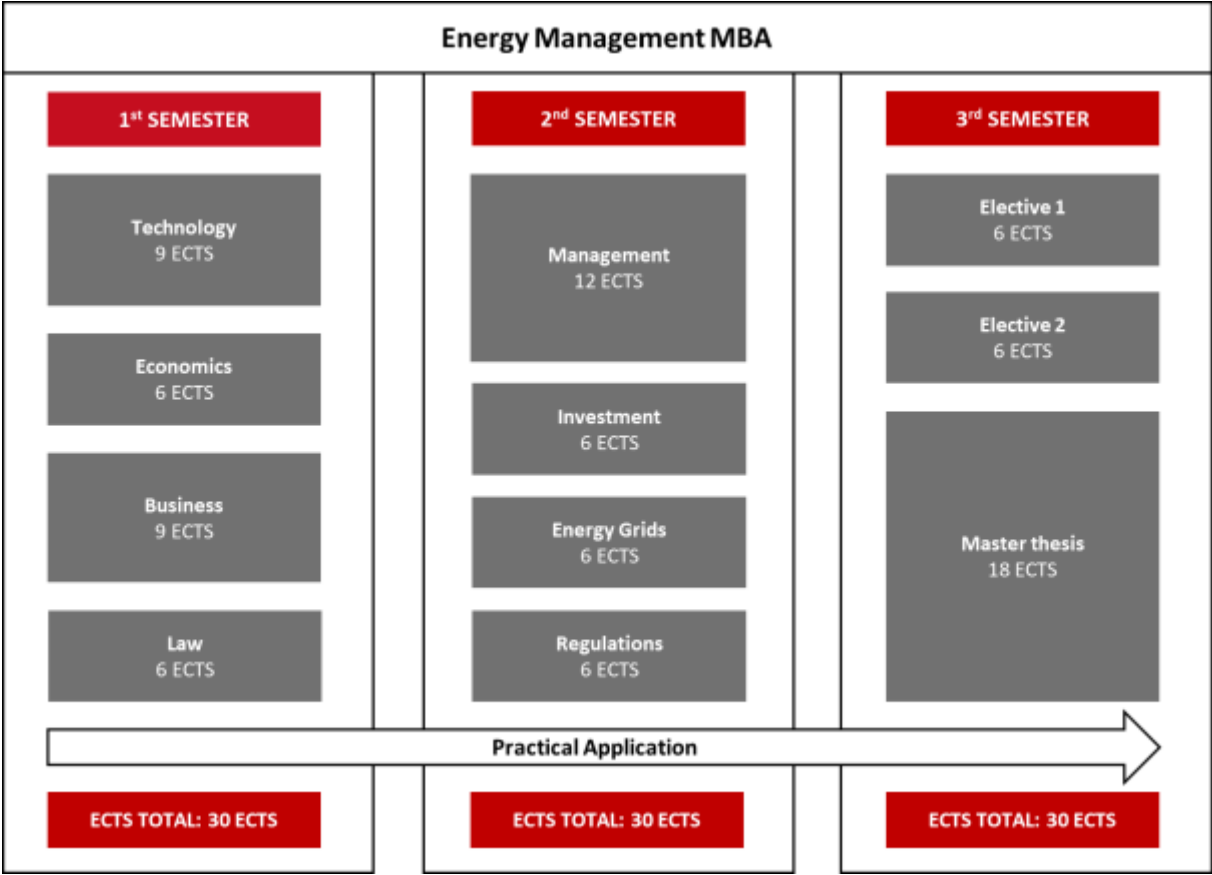 Energy Management MBA
1st SEMESTER
Technology
9 ECTS
Economics
6 ECTS
Business
9 ECTS
Law
6 ECTS
2nd SEMESTER
Management
12 ECTS
Investment
6 ECTS
Energy Grids
6 ECTS
Regulations
6 ECTS
3rd SEMESTER
Elective 1
6 ECTS
Elective 2
6 ECTS
Master thesis
18 ECTS
Practical Application
ECTS TOTAL: 30 ECTS
ECTS TOTAL: 30 ECTS
ECTS TOTAL: 30 ECTS